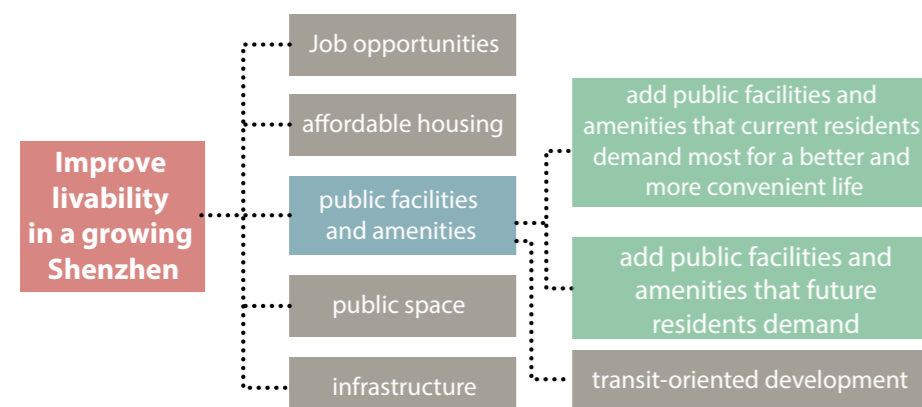 Improve
livability
in a growing
Shenzhen
Job opportunities
affordable housing
public facilities
and amenities
public space
infrastructure
add public facilities and
amenities that current residents
demand most for a better and
more convenient life
add public facilities and
amenities that future
residents demand
transit-oriented development